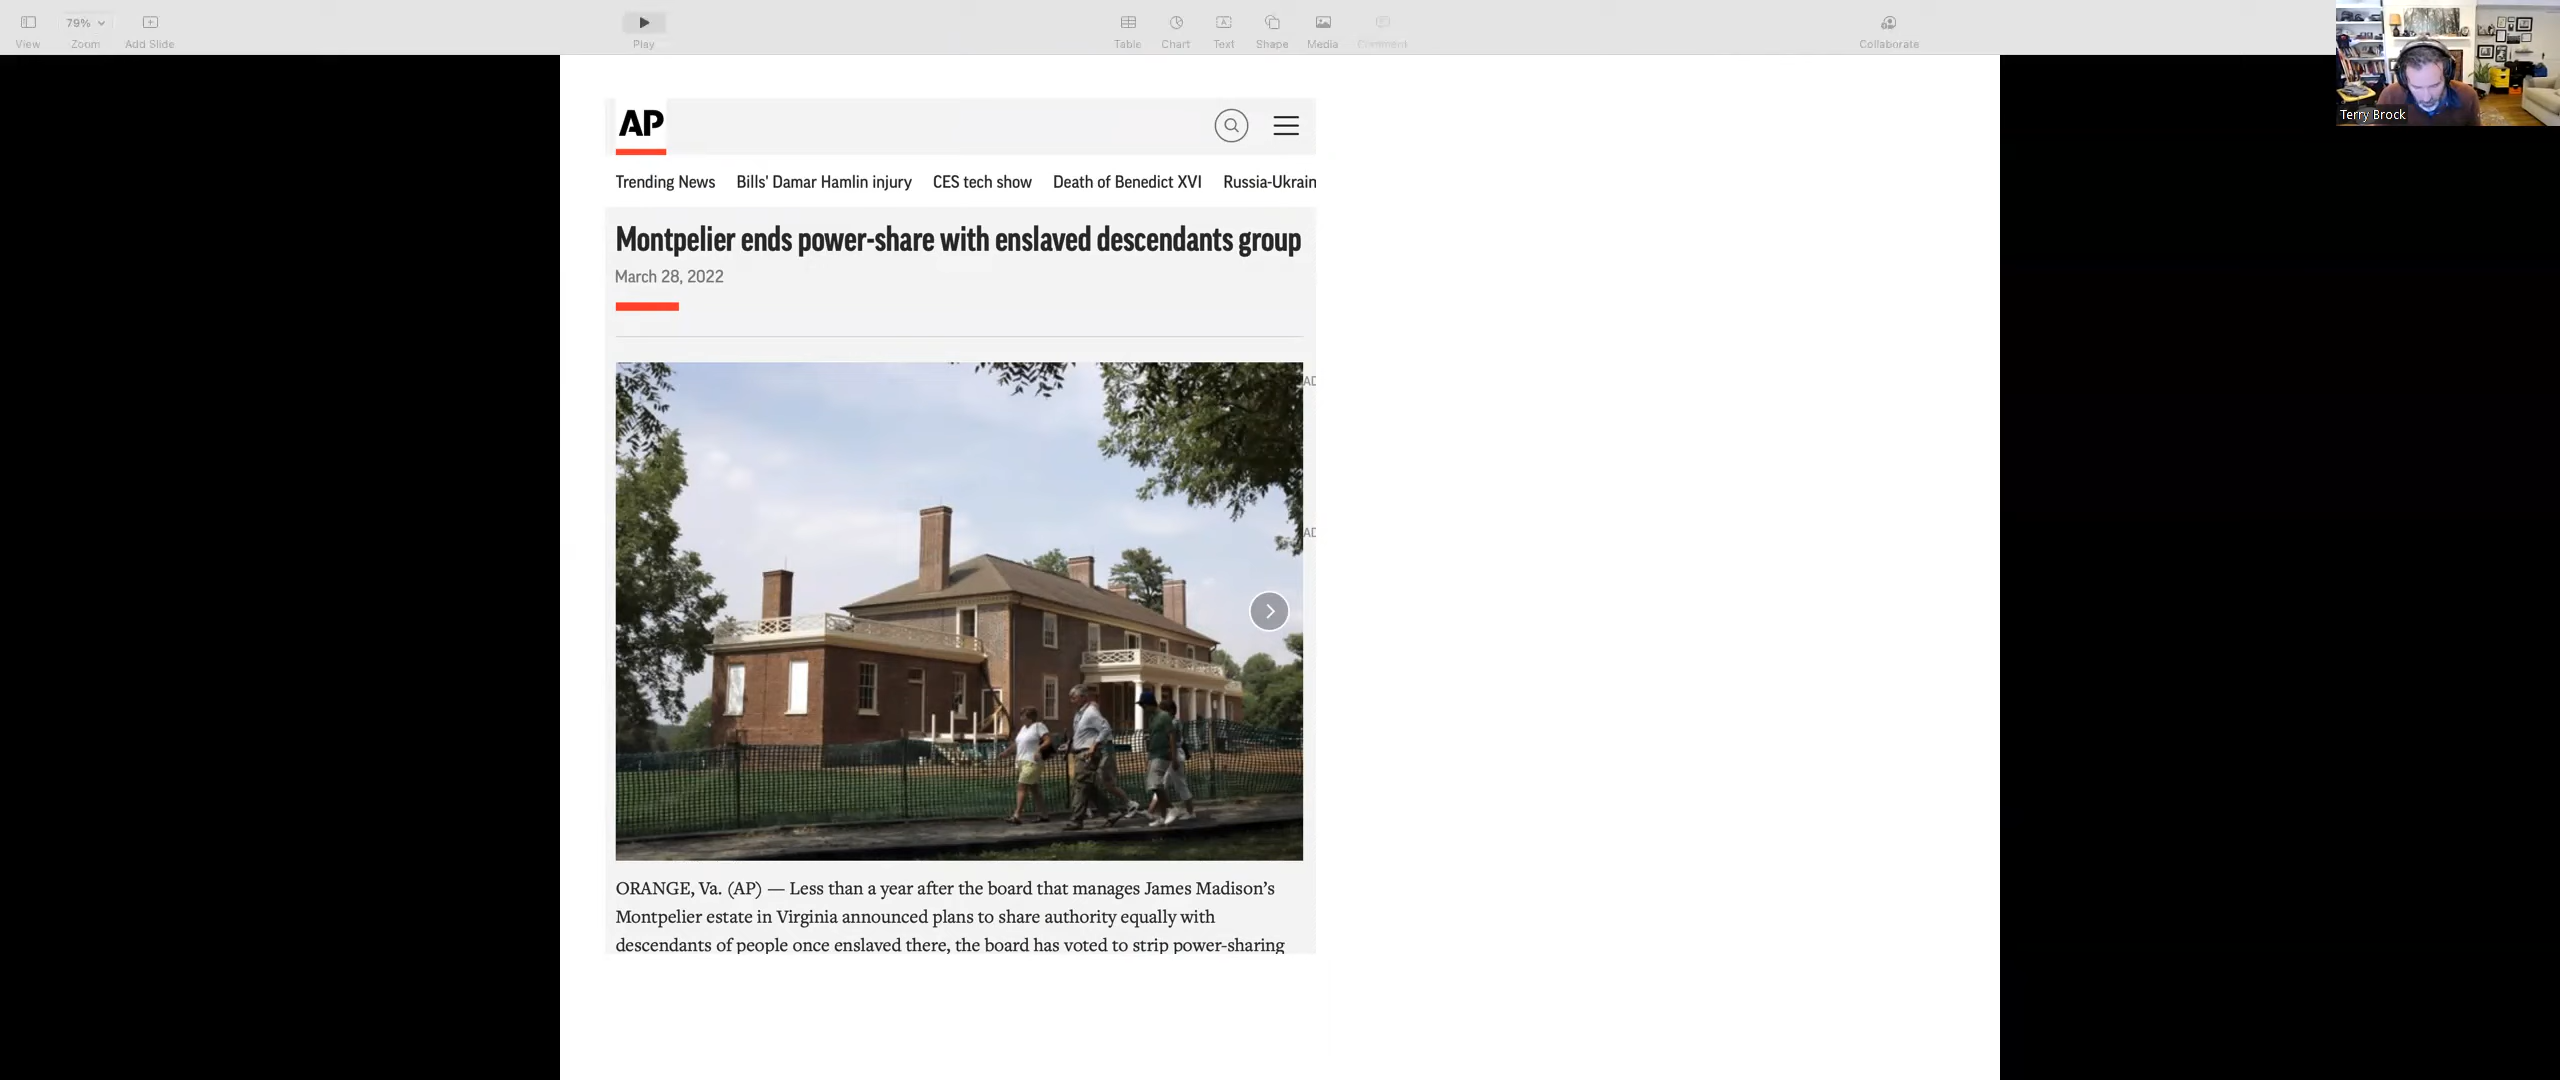 79%
View
Zoom
Add Slide
Play
Table
Chart
Text
Shape
Media
Comment
Collaborate
Terry Brock
AP
Trending News Bills' Damar Hamlin injury CES tech show Death of Benedict XVI Russia-Ukrain
Montpelier ends power-share with enslaved descendants group
March 28, 2022
AD
AD
ORANGE, Va. (AP) — Less than a year after the board that manages James Madison’s
Montpelier estate in Virginia announced plans to share authority equally with
descendants of people once enslaved there, the board has voted to strip power-sharing